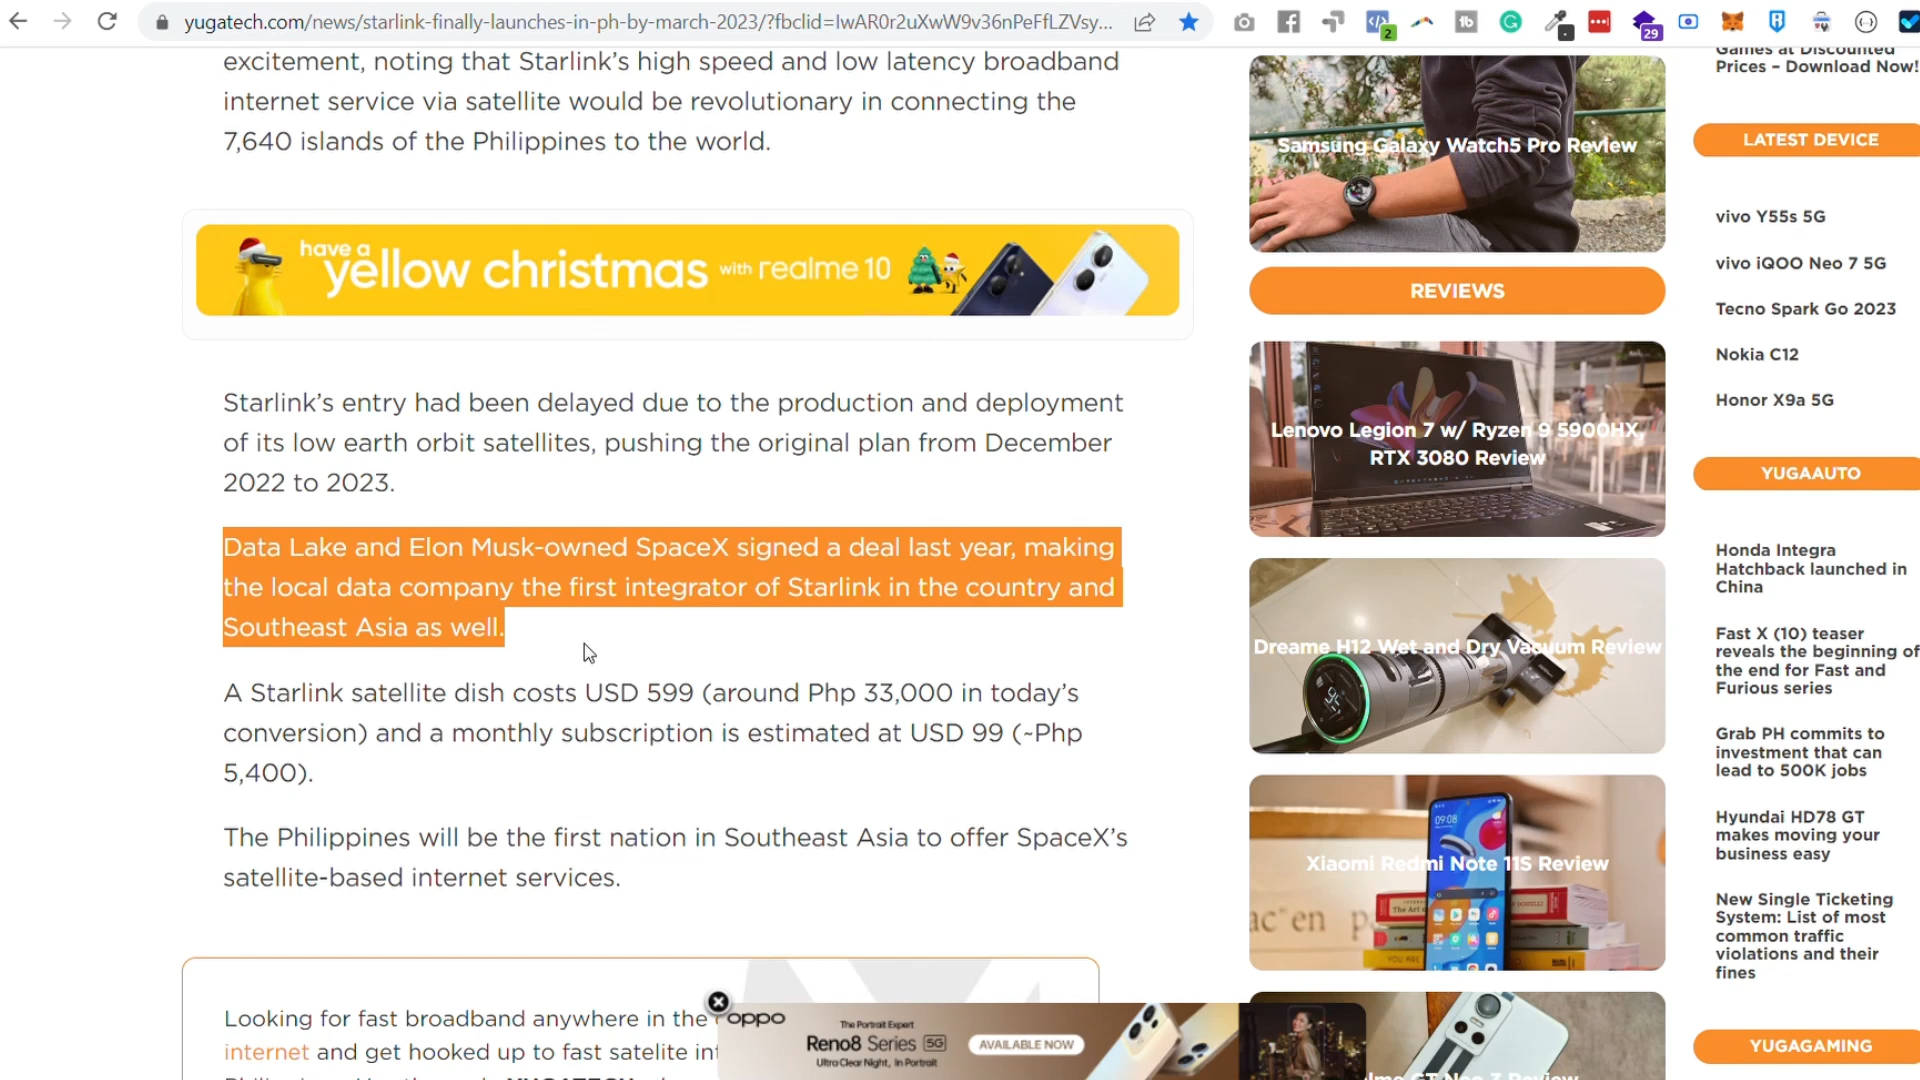 yugatech.com/news/starlink-finally-launches-in-ph-by-march-2023/?fbclid=IwAR0r2uXwW9v36nPeFfLZVsy...
2
29
excitement, noting that Starlink’s high speed and low latency broadband
internet service via satellite would be revolutionary in connecting the
7,640 islands of the Philippines to the world.
have a
yellow christmas with realme 10
Starlink’s entry had been delayed due to the production and deployment
of its low earth orbit satellites, pushing the original plan from December
2022 to 2023.
Data Lake and Elon Musk-owned SpaceX signed a deal last year, making
the local data company the first integrator of Starlink in the country and
Southeast Asia as well.
A Starlink satellite dish costs USD 599 (around Php 33,000 in today’s
conversion) and a monthly subscription is estimated at USD 99 (~Php
5,400).
The Philippines will be the first nation in Southeast Asia to offer SpaceX’s
satellite-based internet services.
Looking for fast broadband anywhere in the
internet and get hooked up to fast satelite
oppo
The Portrait Expert
Reno8 Series 5G
Ultra Clear Night, In Portrait
AVAILABLE NOW
Samsung Galaxy Watch5 Pro Review
REVIEWS
Lenovo Legion 7 w/ Ryzen 9 5900HX,
RTX 3080 Review
Dreame H12 Wet and Dry Vacuum Review
09:08
Xiaomi Redmi Note 11S Review
YOU ARE
GT Neo 3 Review
Games at Discounted
Prices – Download Now!
LATEST DEVICE
vivo Y55s 5G
vivo iQOO Neo 7 5G
Tecno Spark Go 2023
Nokia C12
Honor X9a 5G
YUGAAUTO
Honda Integra
Hatchback launched in
China
Fast X (10) teaser
reveals the beginning of
the end for Fast and
Furious series
Grab PH commits to
investment that can
lead to 500K jobs
Hyundai HD78 GT
makes moving your
business easy
New Single Ticketing
System: List of most
common traffic
violations and their
fines
YUGAGAMING